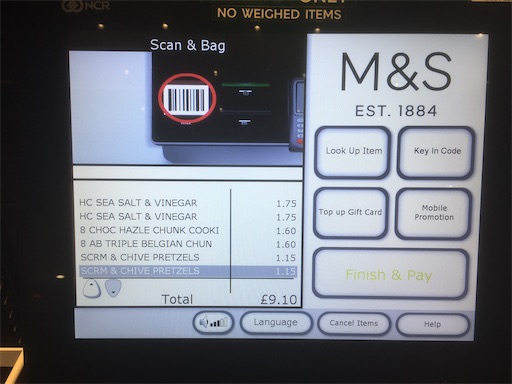 NCR
ONLY
NO WEIGHED ITEMS
Scan & Bag
M&S
EST. 1884
Look Up Item
Key In Code
Top up Gift Card
Mobile
Promotion
Finish & Pay
HC SEA SALT & VINEGAR 1.75
HC SEA SALT & VINEGAR 1.75
8 CHOC HAZLE CHUNK COOKI 1.60
8 AB TRIPLE BELGIAN CHUN 1.60
SCRM & CHIVE PRETZELS 1.15
SCRM & CHIVE PRETZELS 1.15
Total £9.10
Language
Cancel Items
Help